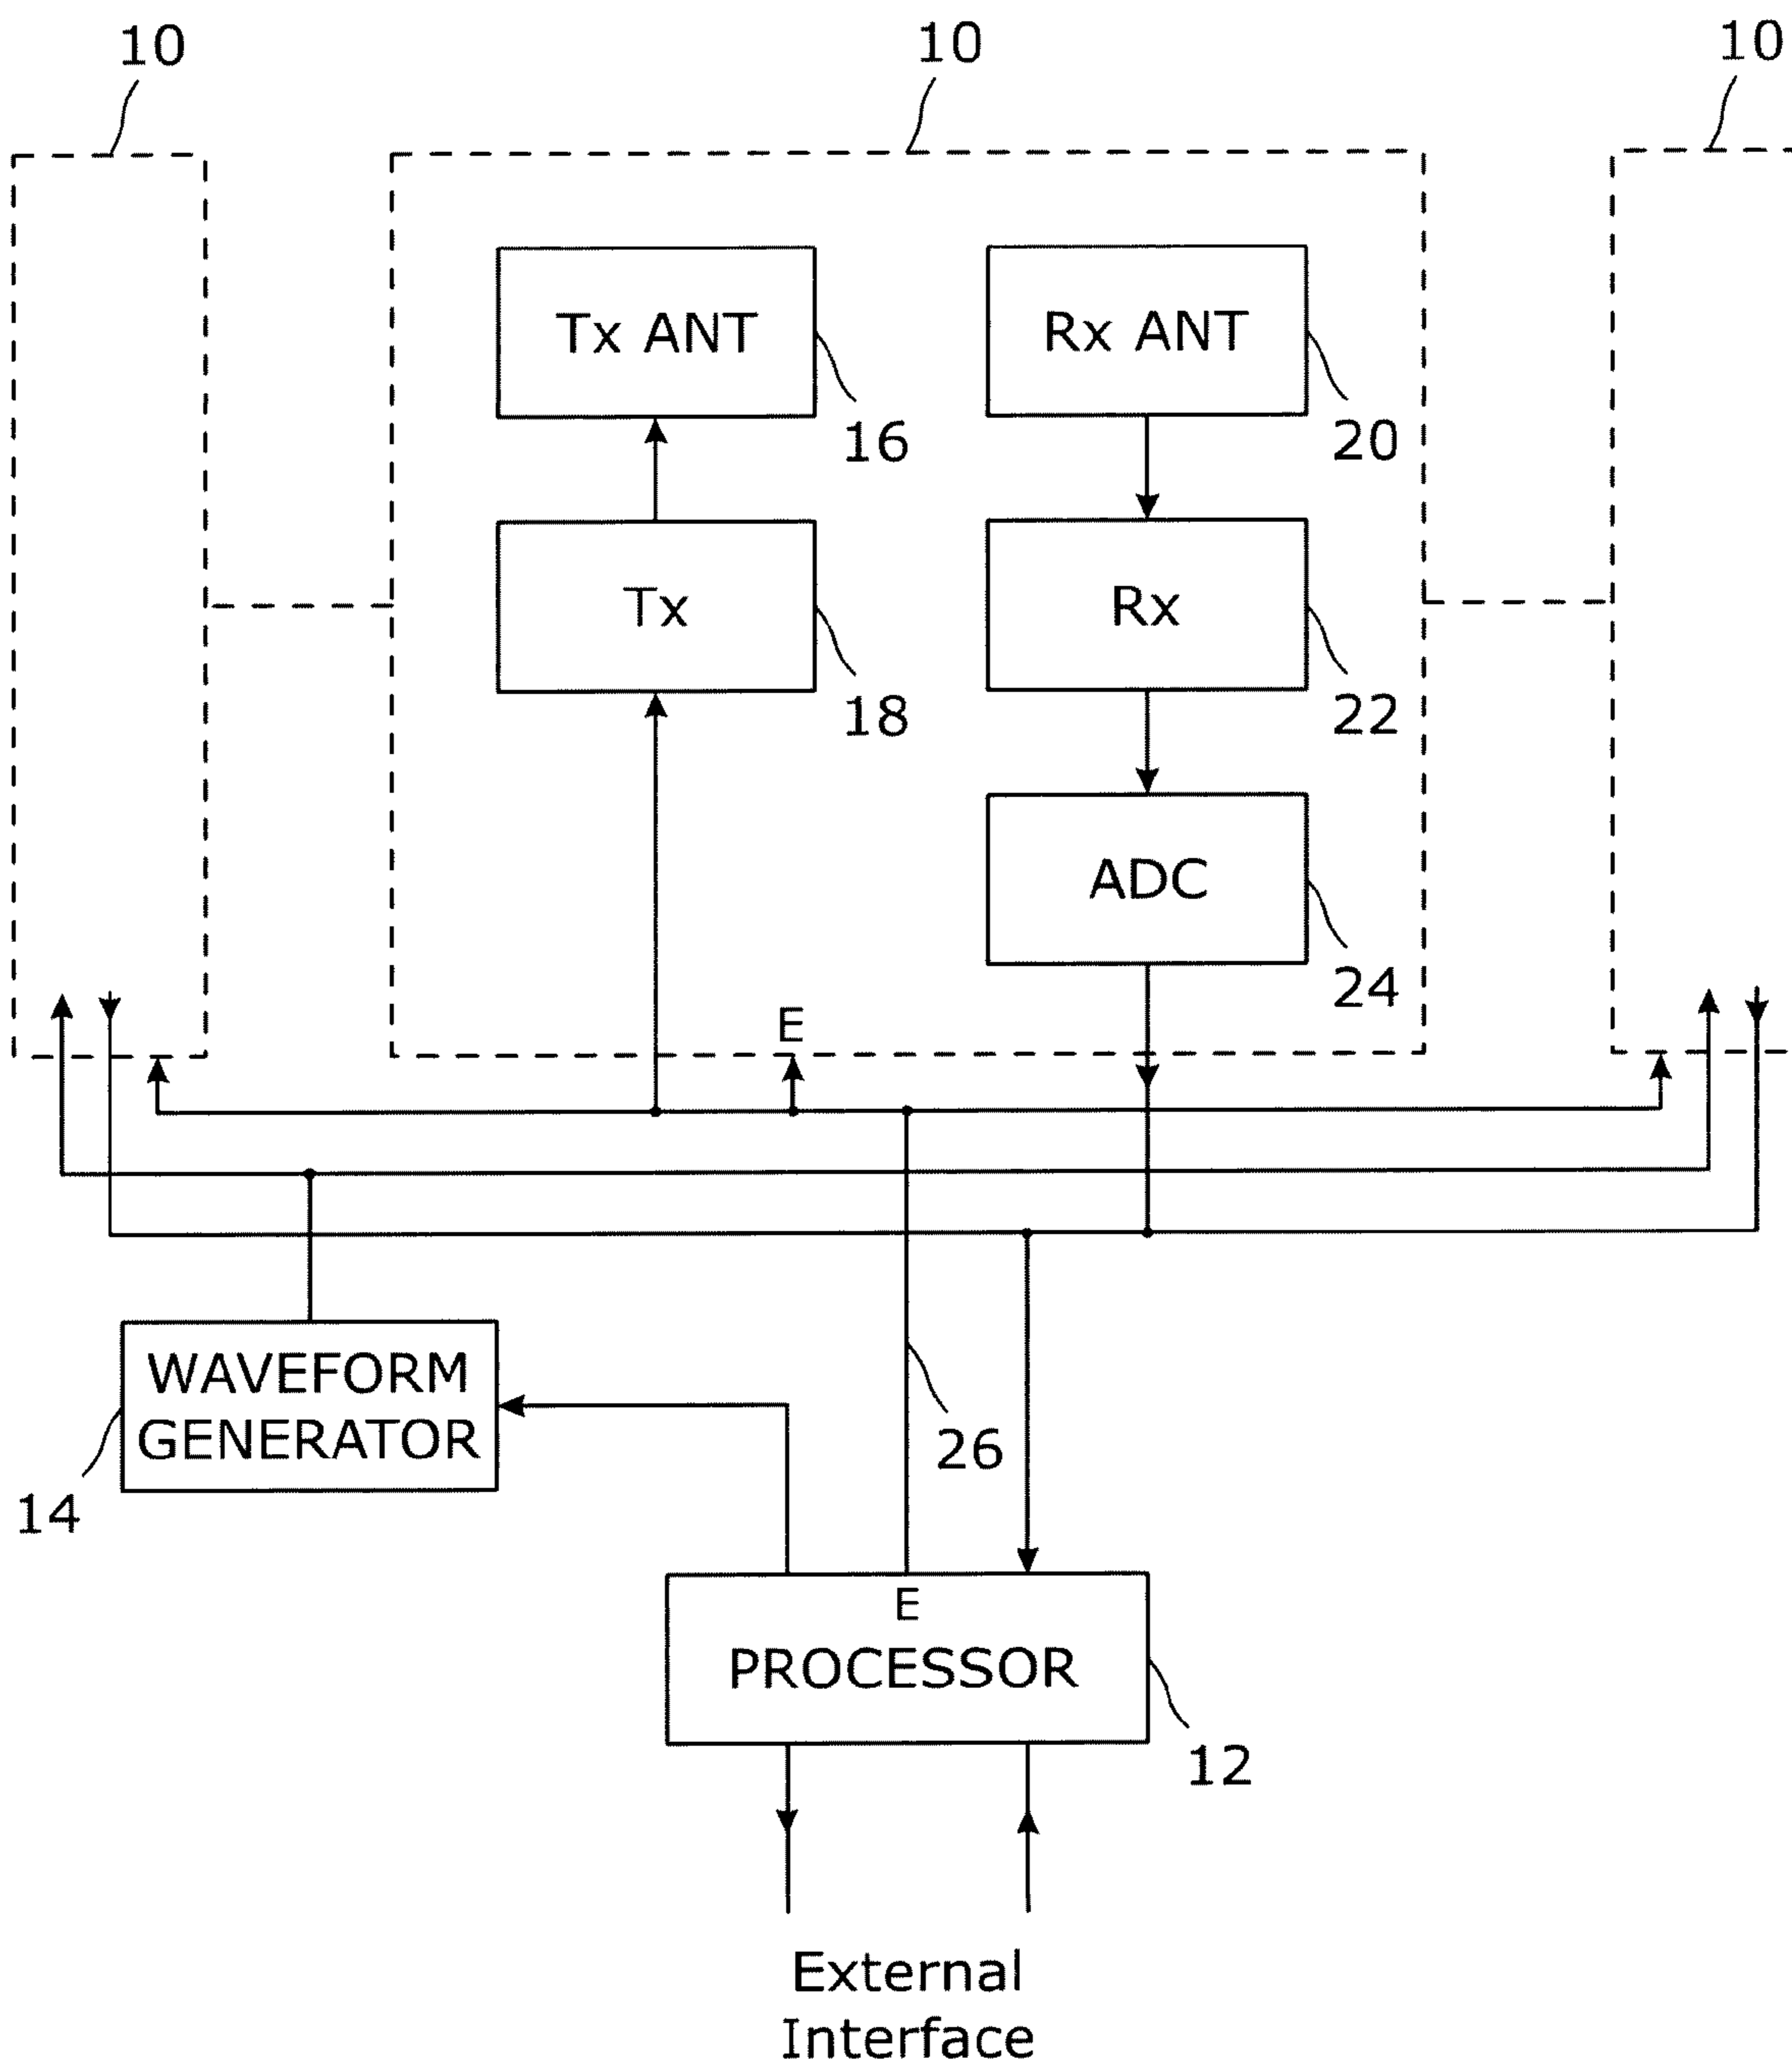 10
10
10
Tx ANT
Rx ANT
16
20
Tx
Rx
18
22
ADC
24
E
WAVEFORM
GENERATOR
14
26
E
PROCESSOR
12
External
Interface